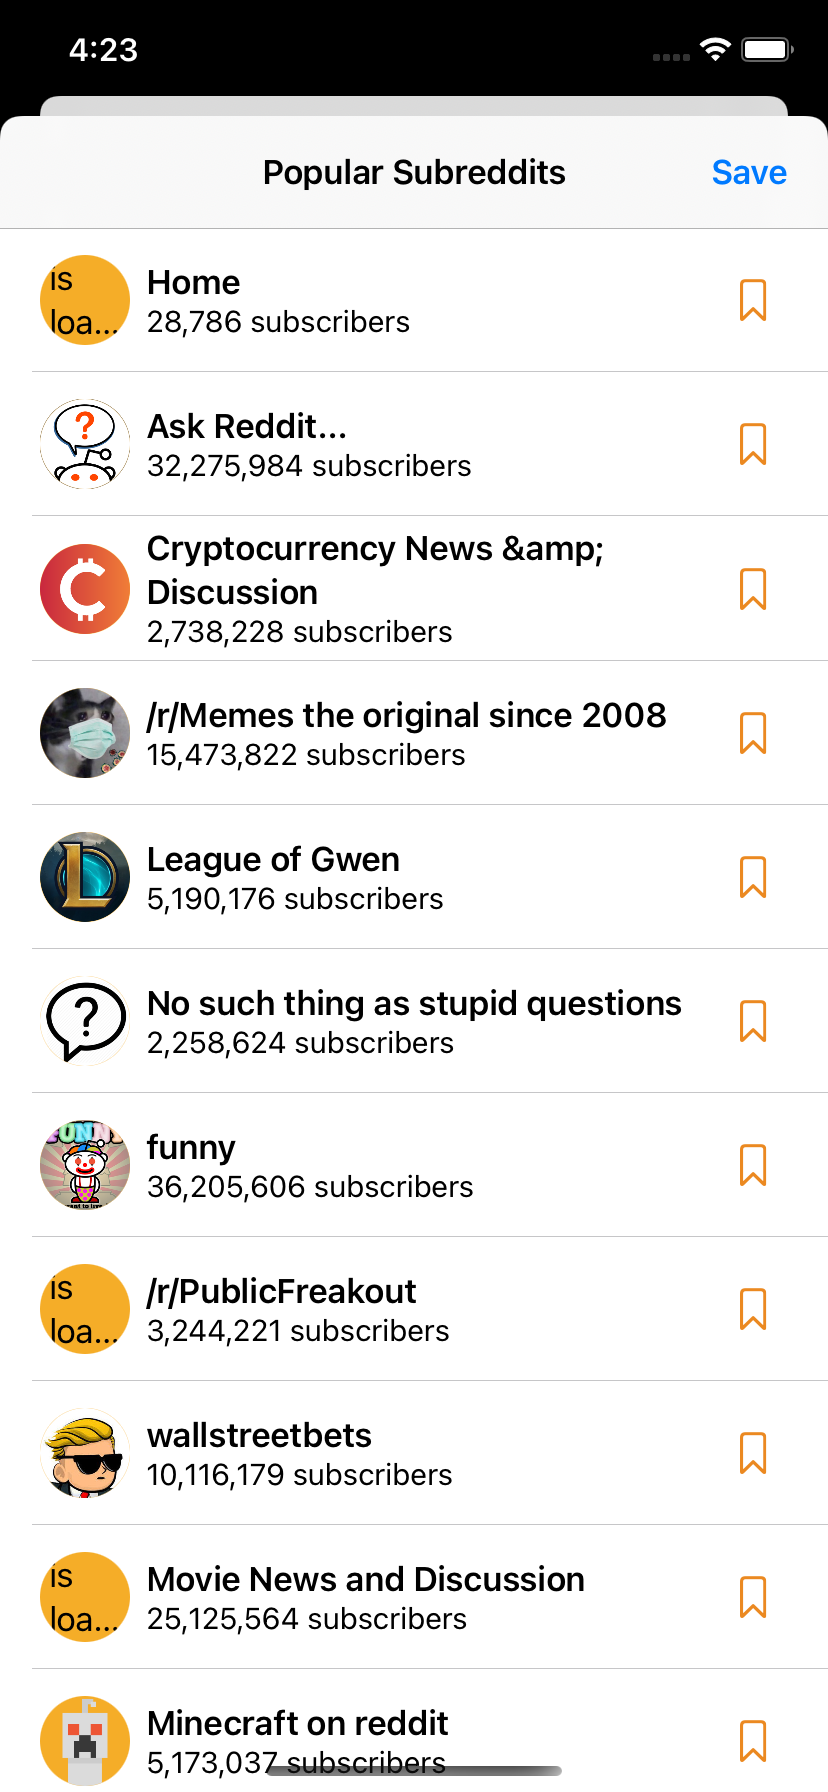 4:23
Popular Subreddits
Save
is
loa...
Home
28,786 subscribers
?
Ask Reddit...
32,275,984 subscribers
Cryptocurrency News &amp;
Discussion
2,738,228 subscribers
/r/Memes the original since 2008
15,473,822 subscribers
L
League of Gwen
5,190,176 subscribers
?
No such thing as stupid questions
2,258,624 subscribers
FUNNY
funny
36,205,606 subscribers
is
loa...
/r/PublicFreakout
3,244,221 subscribers
wallstreetbets
10,116,179 subscribers
is
loa...
Movie News and Discussion
25,125,564 subscribers
Minecraft on reddit
5,173,037 subscribers